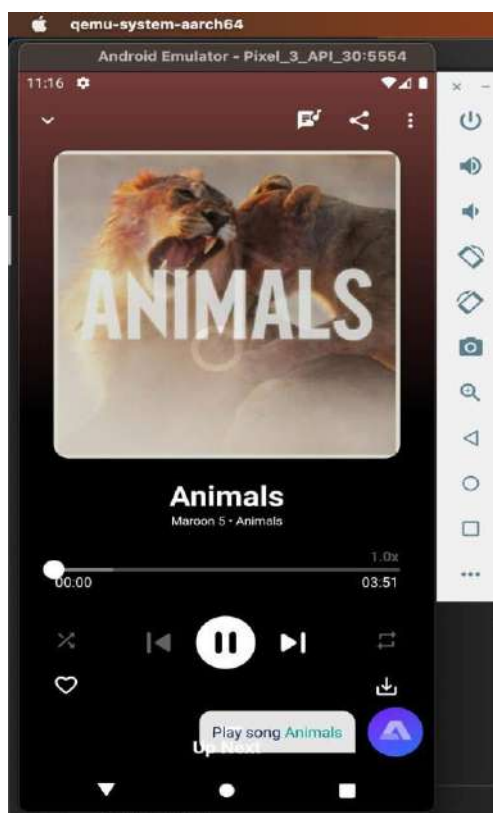 qemu-system-aarch64
Android Emulator - Pixel_3_API_30:5554
11:16
ANIMALS
Animals
Maroon 5 • Animals
1.0x
00:00 03:51
Play song Animals
Up Next